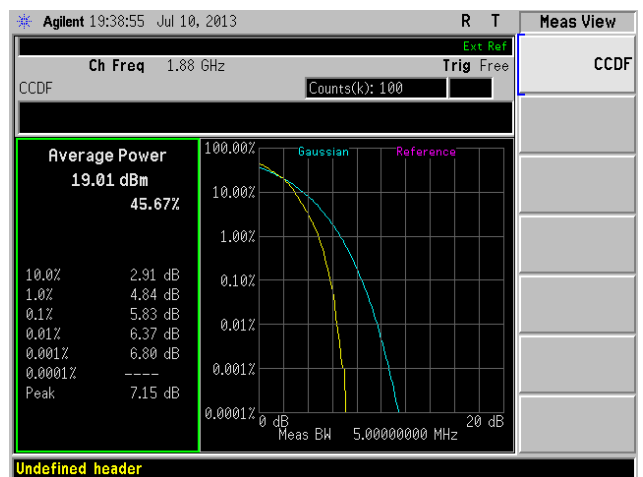 Agilent 19:38:55 Jul 10, 2013 R T
Meas View
Ext Ref
Ch Freq 1.88 GHz Trig Free
CCDF
CCDF Counts(k): 100
Average Power
19.01 dBm
45.67%
10.0% 2.91 dB
1.0% 4.84 dB
0.1% 5.83 dB
0.01% 6.37 dB
0.001% 6.80 dB
0.0001% ----
Peak 7.15 dB
100.00% Gaussian Reference
10.00%
1.00%
0.10%
0.01%
0.001%
0.0001%
0 dB 20 dB
Meas BW 5.00000000 MHz
Undefined header